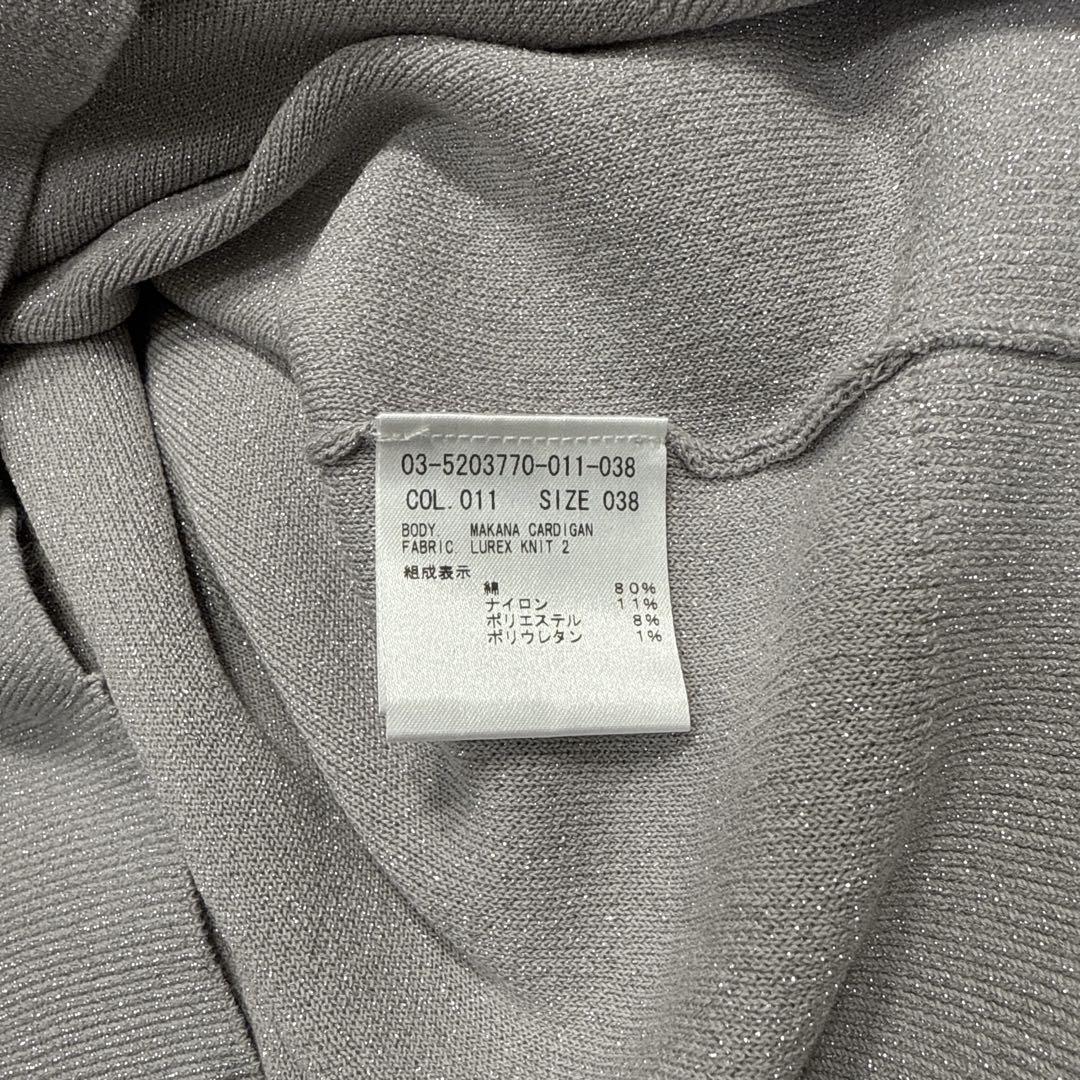 03-5203770-011-038
COL. 011 SIZE 038
BODY MAKANA CARDIGAN
FABRIC LUREX KNIT 2
組成表示
綿 80%
ナイロン 11%
ポリエステル 8%
ポリウレタン 1%